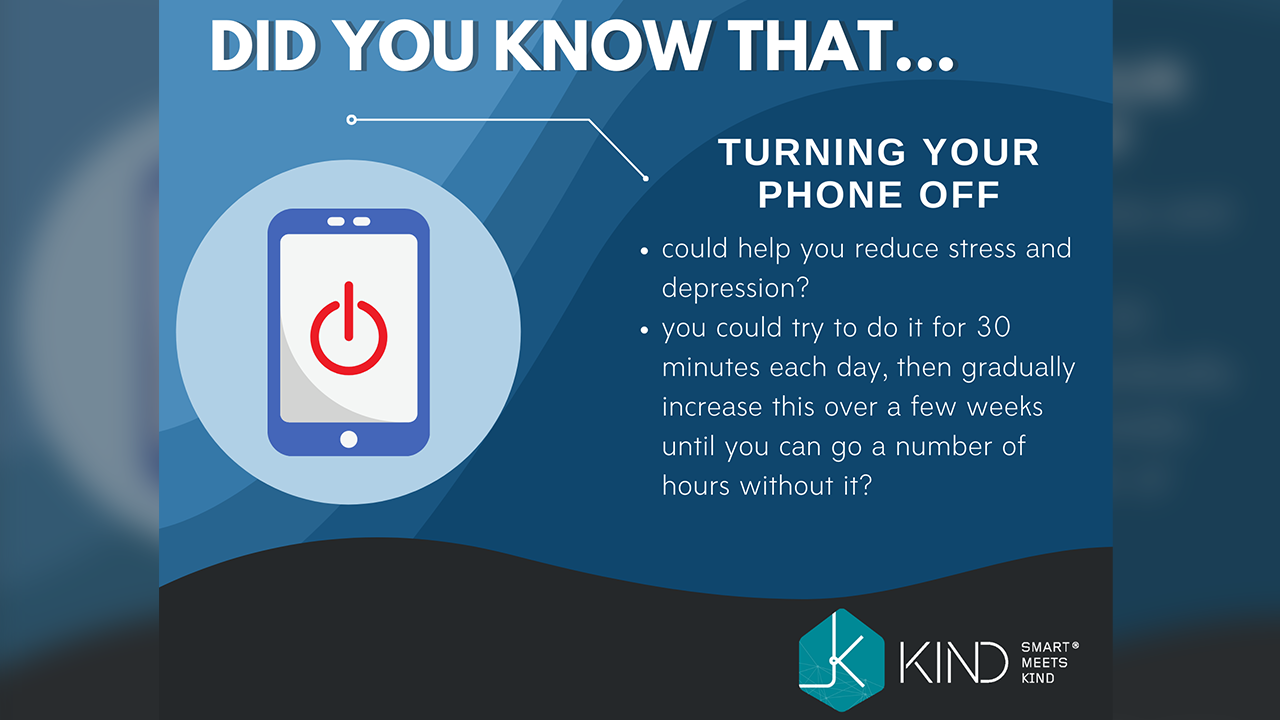 DID YOU KNOW THAT...
TURNING YOUR
PHONE OFF
• could help you reduce stress and
depression?
• you could try to do it for 30
minutes each day, then gradually
increase this over a few weeks
until you can go a number of
hours without it?
K KIND
SMART®
MEETS
KIND